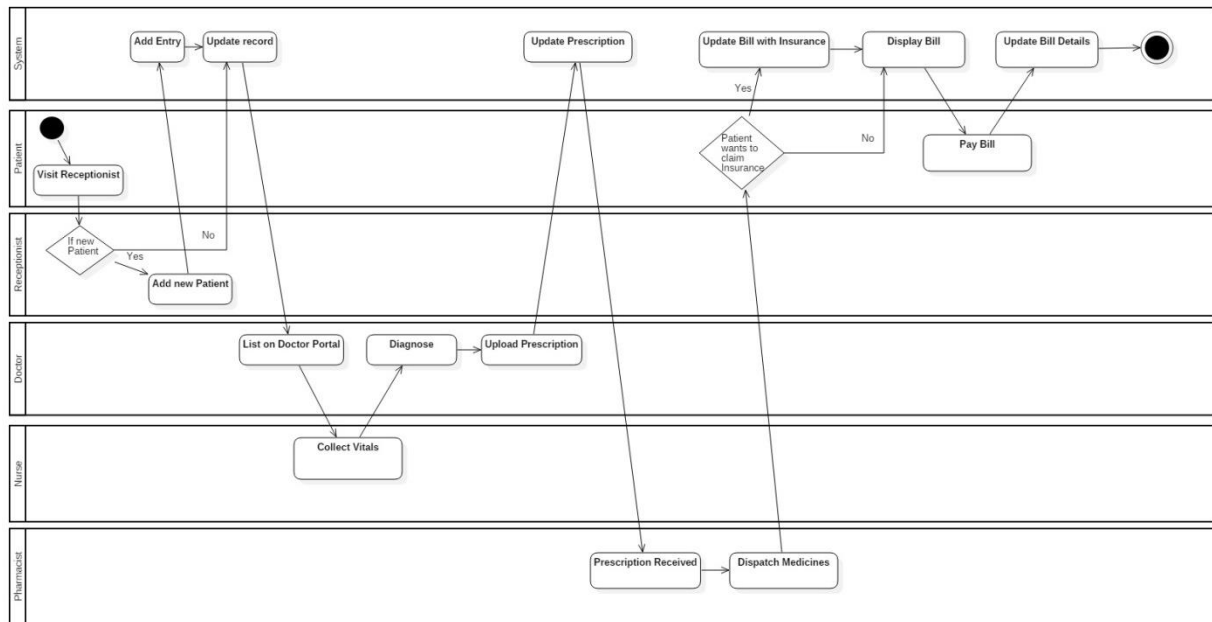 System
Add Entry
Update record
Update Prescription
Update Bill with Insurance
Display Bill
Update Bill Details
Yes
Patient
Visit Receptionist
Patient
wants to
claim
Insurance
No
Pay Bill
Receptionist
If new
Patient
No
Yes
Add new Patient
Doctor
List on Doctor Portal
Diagnose
Upload Prescription
Nurse
Collect Vitals
Pharmacist
Prescription Received
Dispatch Medicines